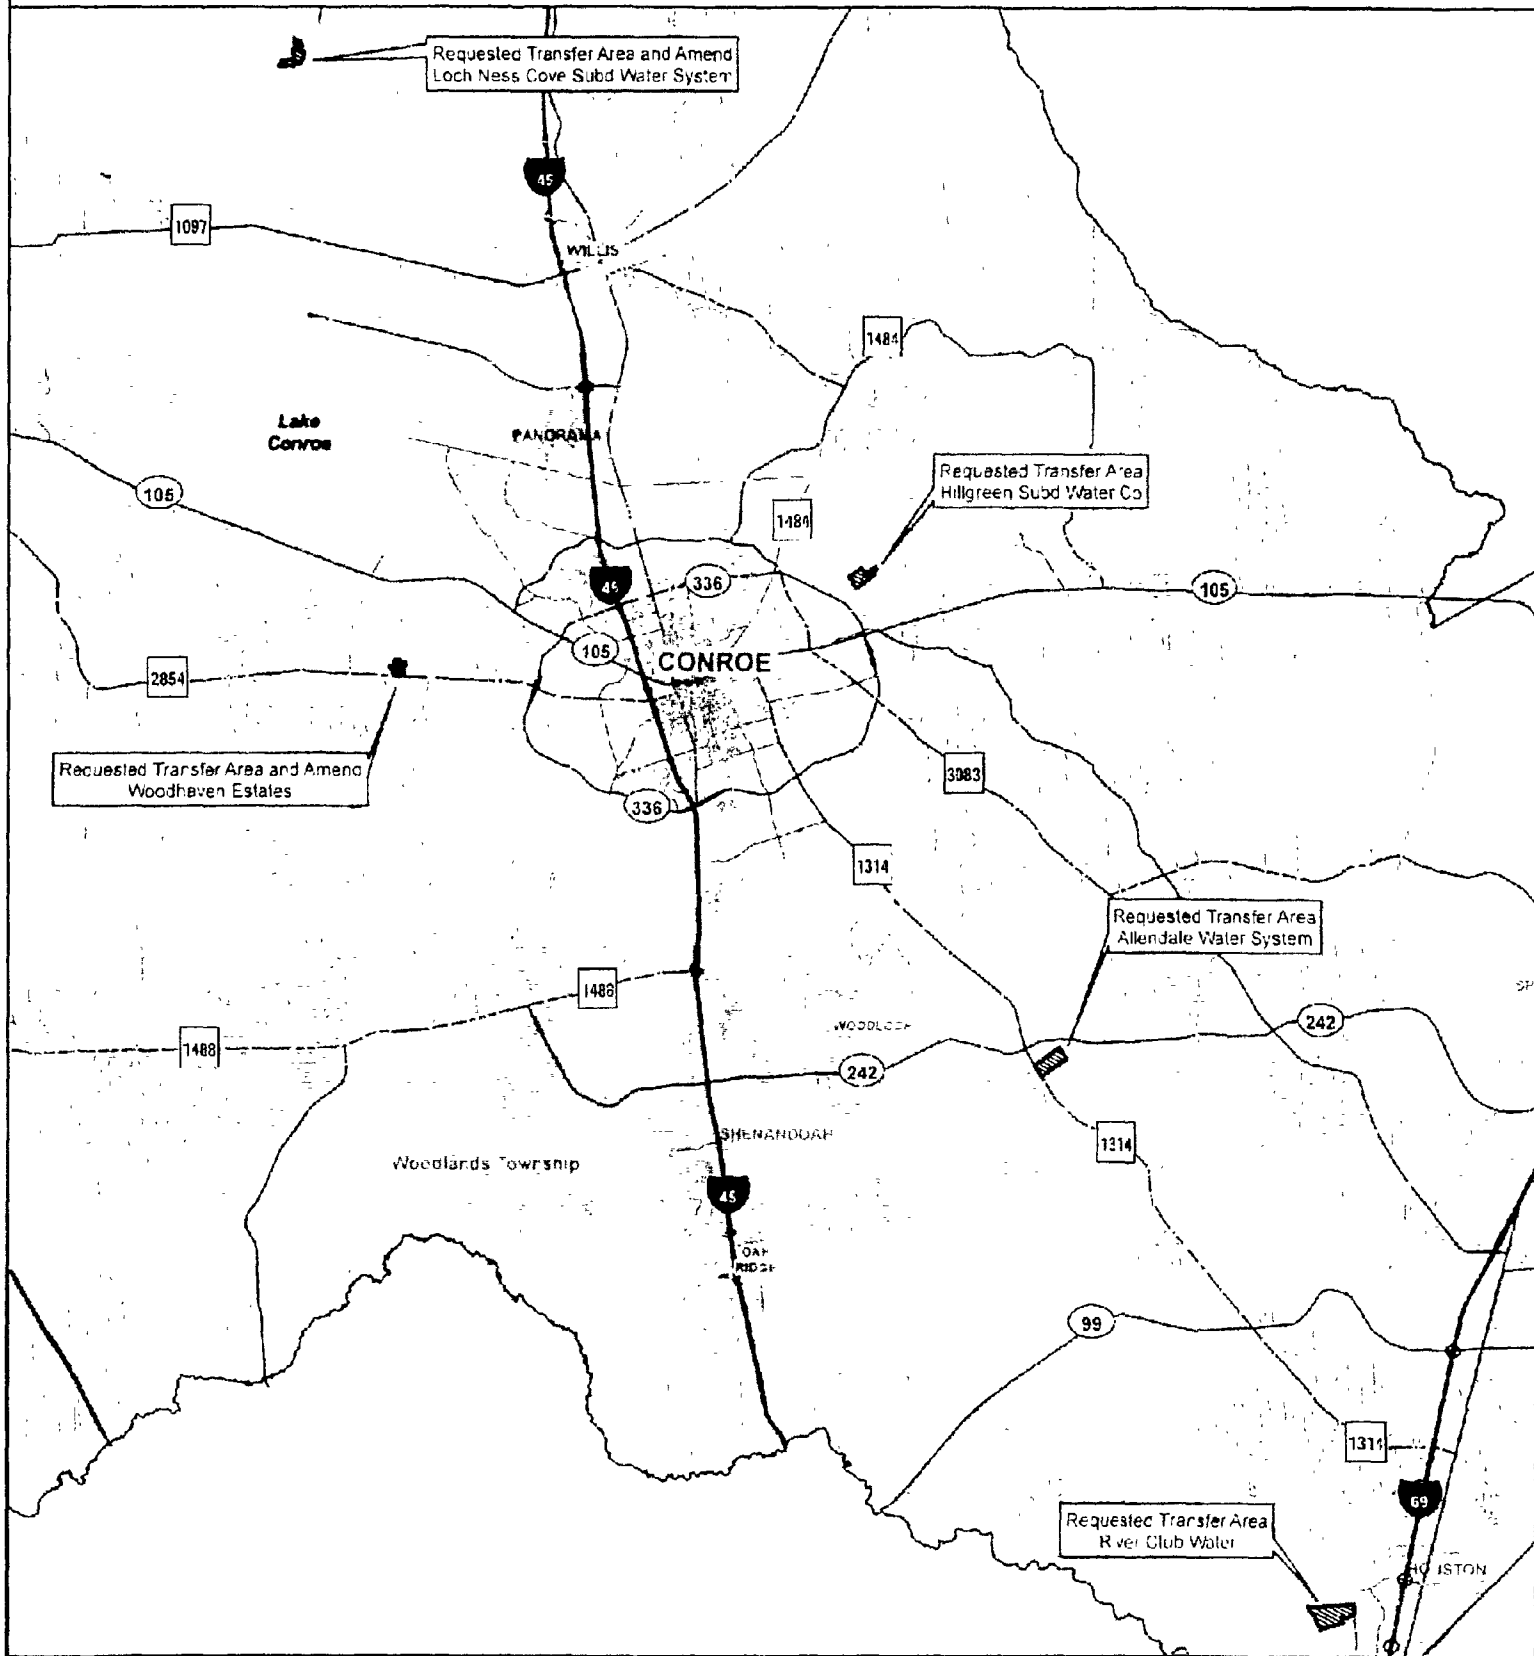 Requested Transfer Area and Amend
Loch Ness Cove Subd Water System
45
1097
WILLIS
1484
Lake
Conroe
PANORAMA
105
Requested Transfer Area
Hillgreen Subd Water Co
1484
45
336
105
105
CONROE
2854
Requested Transfer Area and Amend
Woodhaven Estates
3083
336
1314
Requested Transfer Area
Allendale Water System
1488
SP
WOODLOCH
242
1488
242
SHENANDOAH
1314
Woodlands Township
45
OAK
RIDGE
99
1314
69
Requested Transfer Area
River Club Water
HOUSTON